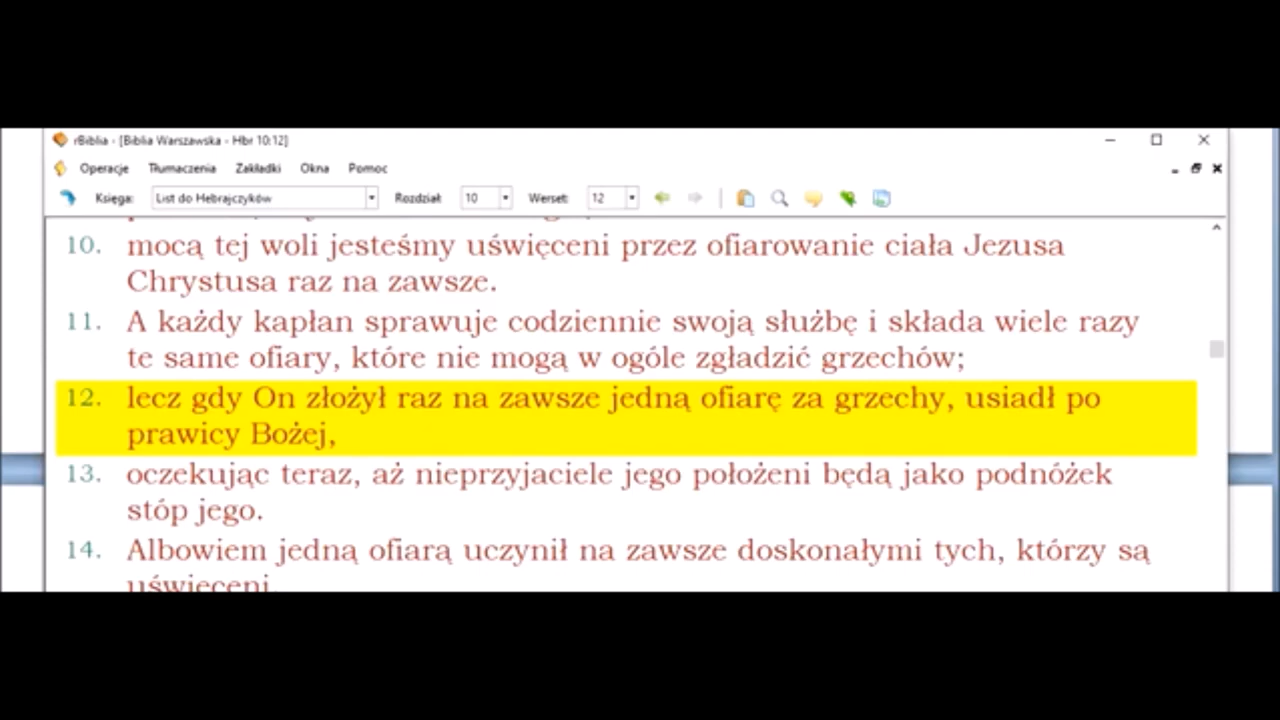 rBiblia - [Biblia Warszawska - Hbr 10:12]
Operacje Tłumaczenia Zakładki Okna Pomoc
Księga: List do Hebrajczyków Rozdział: 10 Werset: 12
10. mocą tej woli jesteśmy uświęceni przez ofiarowanie ciała Jezusa
Chrystusa raz na zawsze.
11. A każdy kapłan sprawuje codziennie swoją służbę i składa wiele razy
te same ofiary, które nie mogą w ogóle zgładzić grzechów;
12. lecz gdy On złożył raz na zawsze jedną ofiarę za grzechy, usiadł po
prawicy Bożej,
13. oczekując teraz, aż nieprzyjaciele jego położeni będą jako podnóżek
stóp jego.
14. Albowiem jedną ofiarą uczynił na zawsze doskonałymi tych, którzy są
uświęceni.